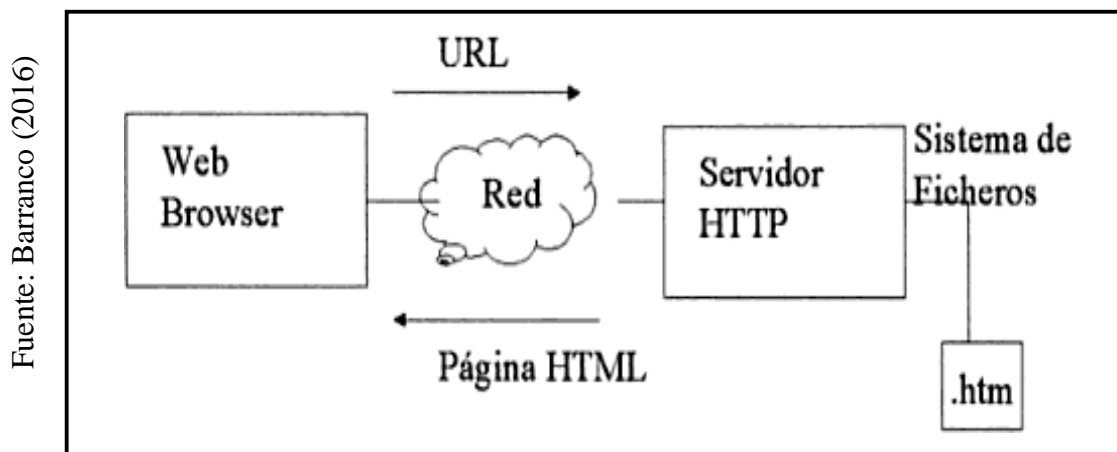 Fuente: Barranco (2016)
URL
Web
Browser
Red
Servidor
HTTP
Sistema de
Ficheros
Página HTML
.htm